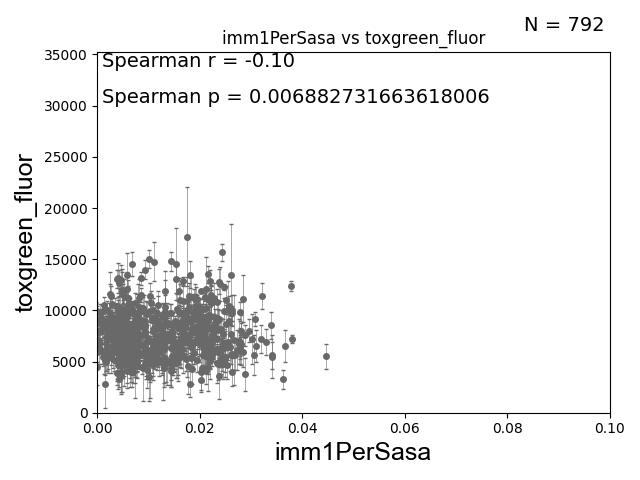 N = 792
imm1PerSasa vs toxgreen_fluor
Spearman r = -0.10
Spearman p = 0.006882731663618006
35000
30000
25000
20000
15000
10000
5000
0
toxgreen_fluor
0.00 0.02 0.04 0.06 0.08 0.10
imm1PerSasa